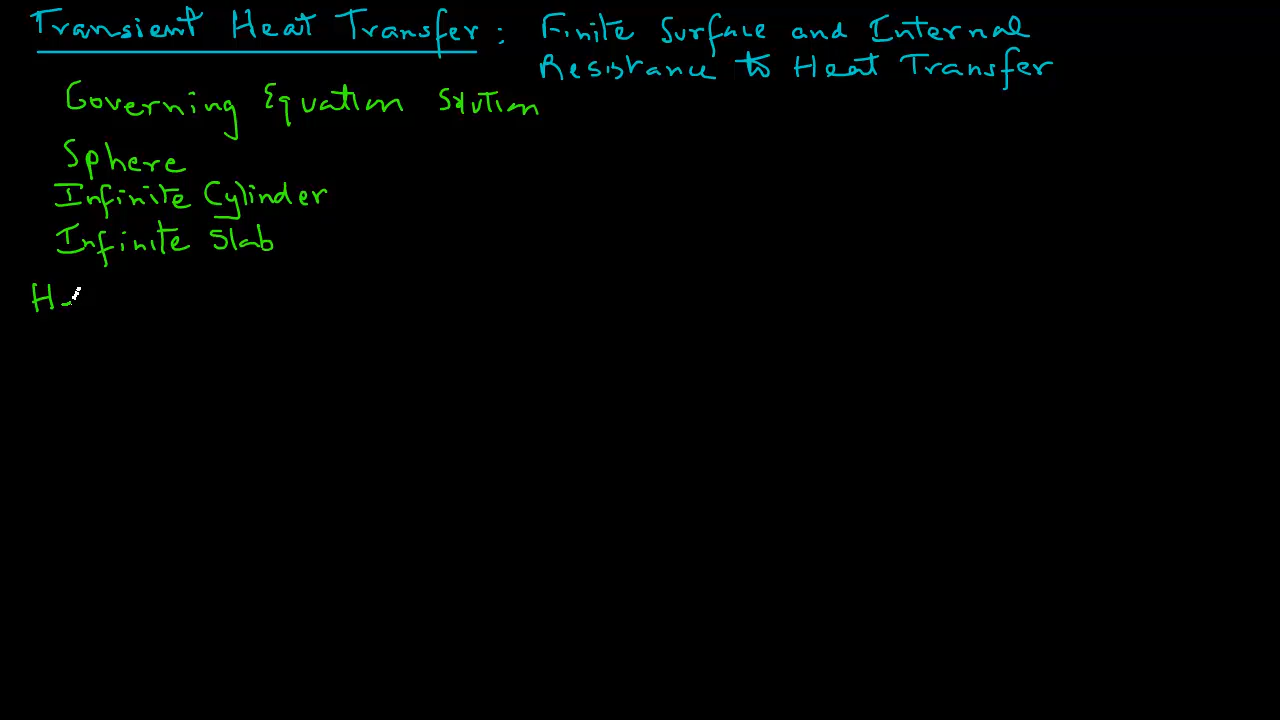 Transient Heat Transfer : Finite Surface and Internal
Resistance to Heat Transfer
Governing Equation Solution
Sphere
Infinite Cylinder
Infinite Slab
H